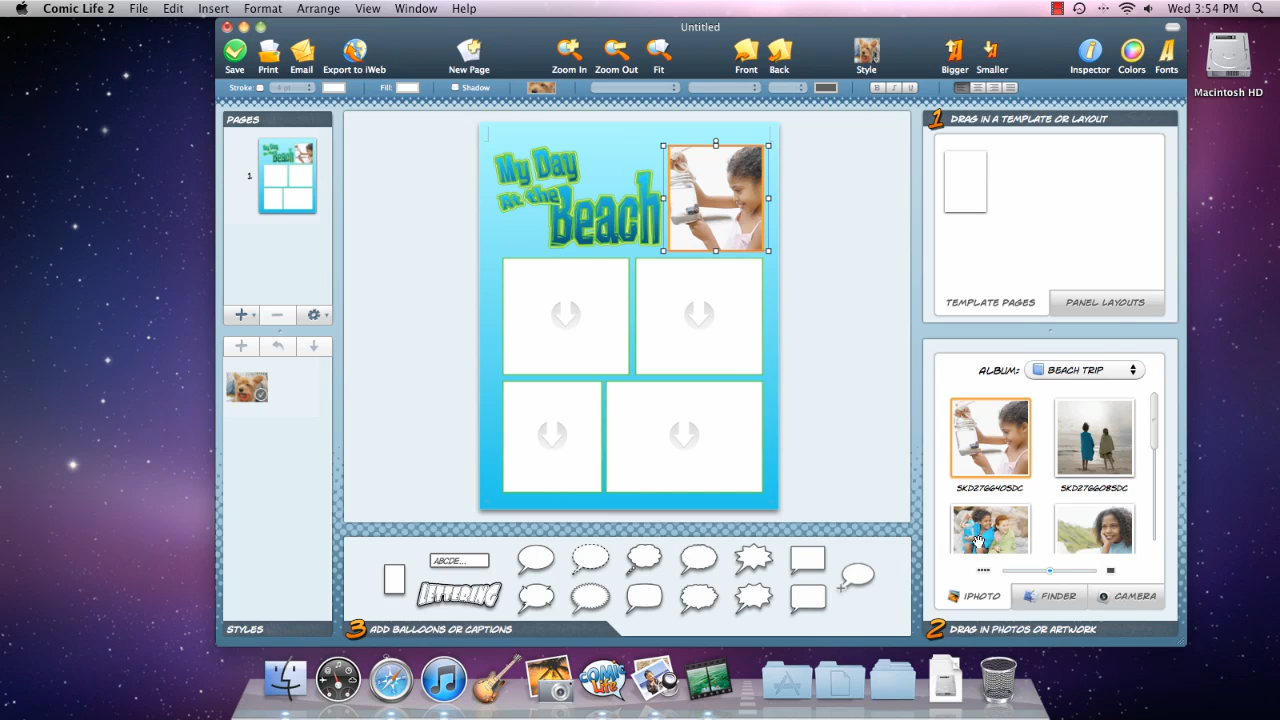 Comic Life 2 File Edit Insert Format Arrange View Window Help Wed 3:54 PM
Untitled
Save Print Email Export to iWeb New Page Zoom In Zoom Out Fit Front Back Style Bigger Smaller Inspector Colors Fonts
Stroke: Fill: Shadow B I U
Macintosh HD
PAGES
1
STYLES
My Day
At the
Beach
ABCDE...
LETTERING
3 ADD BALLOONS OR CAPTIONS
1 DRAG IN A TEMPLATE OR LAYOUT
TEMPLATE PAGES PANEL LAYOUTS
ALBUM: BEACH TRIP
SKD276640SDC SKD276608SDC
IPHOTO FINDER CAMERA
2 DRAG IN PHOTOS OR ARTWORK
COMIC
Life